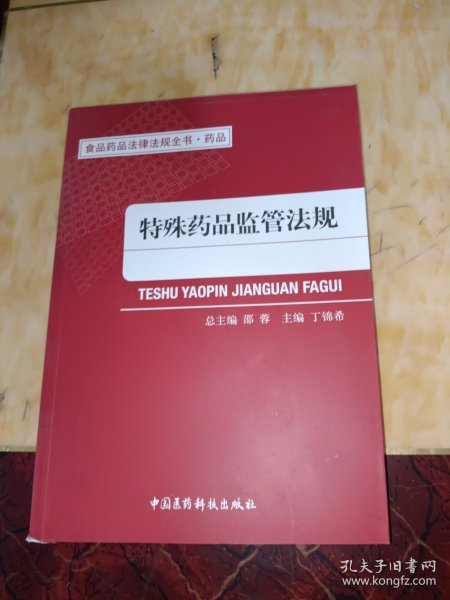 食品药品法律法规全书·药品
特殊药品监管法规
TESHU YAOPIN JIANGUAN FAGUI
总主编 邵 蓉 主编 丁锦希
中国医药科技出版社
孔夫子旧书网
www.kongfz.com